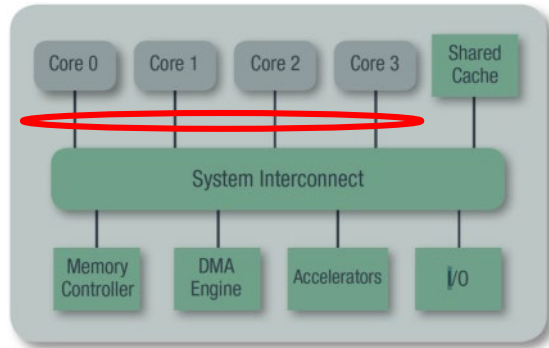 Core 0
Core 1
Core 2
Core 3
Shared
Cache
System Interconnect
Memory
Controller
DMA
Engine
Accelerators
I/O